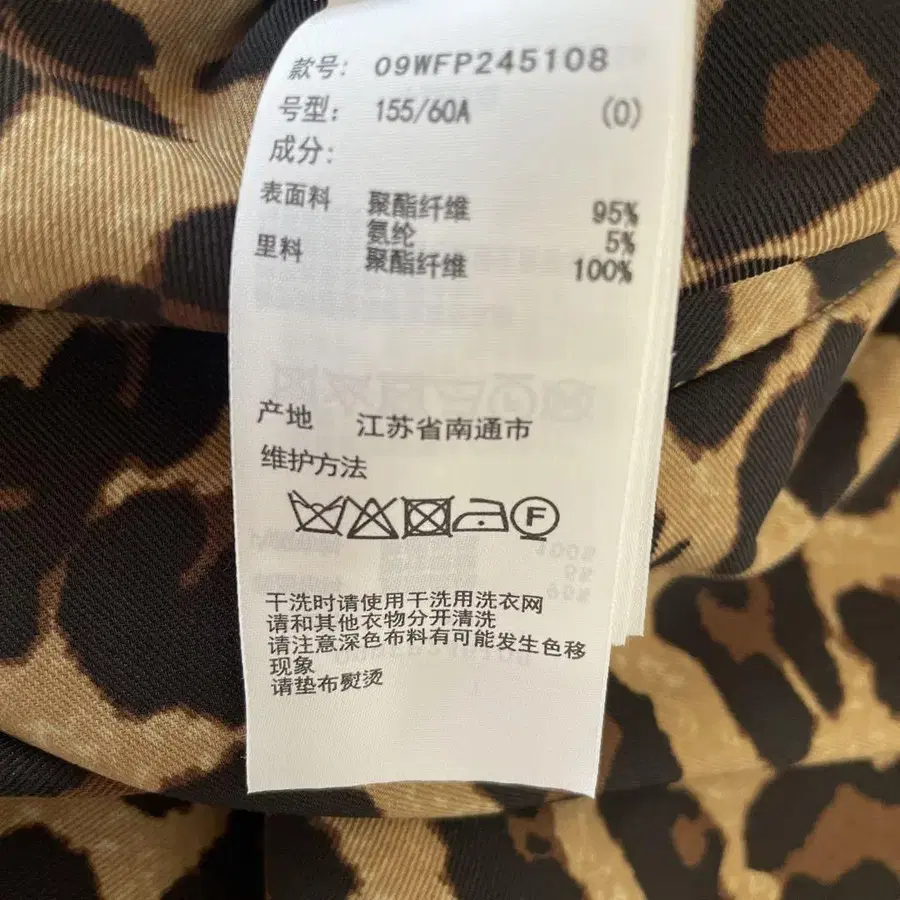 款号: 09WFP245108
号型: 155/60A (0)
成分:
表面料 聚酯纤维 95%
氨纶 5%
里料 聚酯纤维 100%
产地 江苏省南通市
维护方法
F
干洗时请使用干洗用洗衣网
请和其他衣物分开清洗
请注意深色布料有可能发生色移
现象
请垫布熨烫